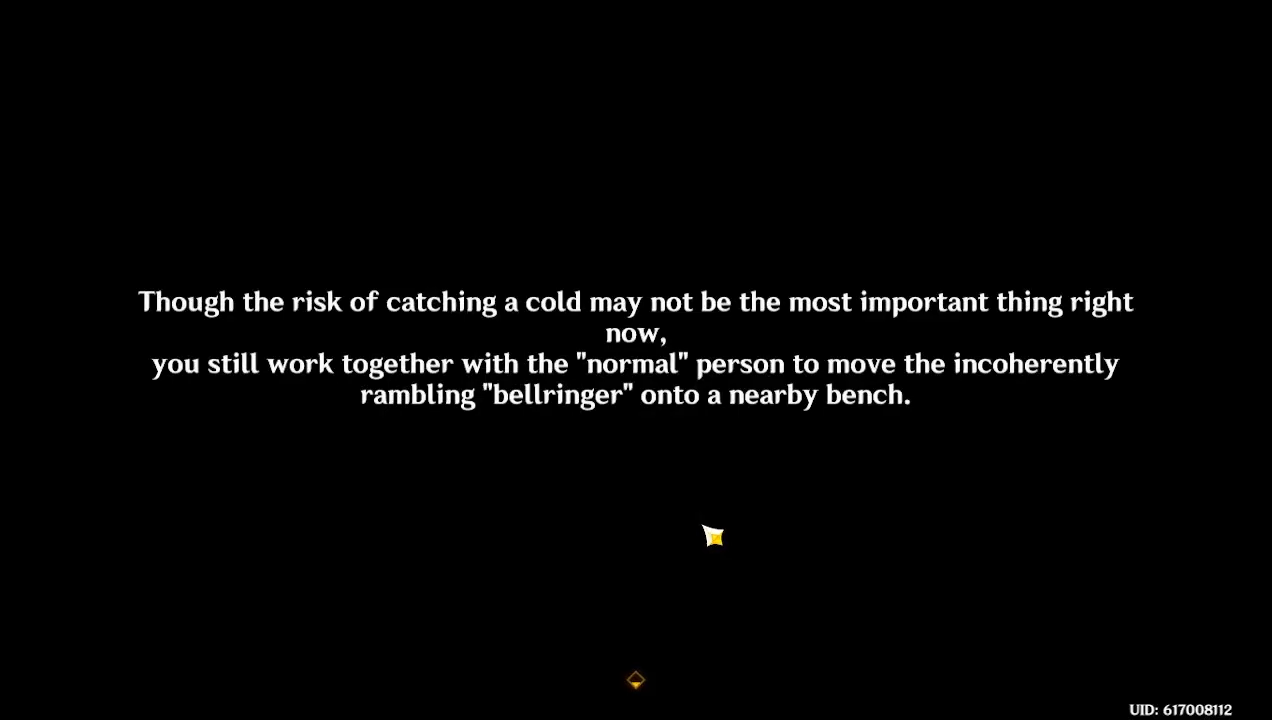 Though the risk of catching a cold may not be the most important thing right
now,
you still work together with the "normal" person to move the incoherently
rambling "bellringer" onto a nearby bench.
UID: 617008112